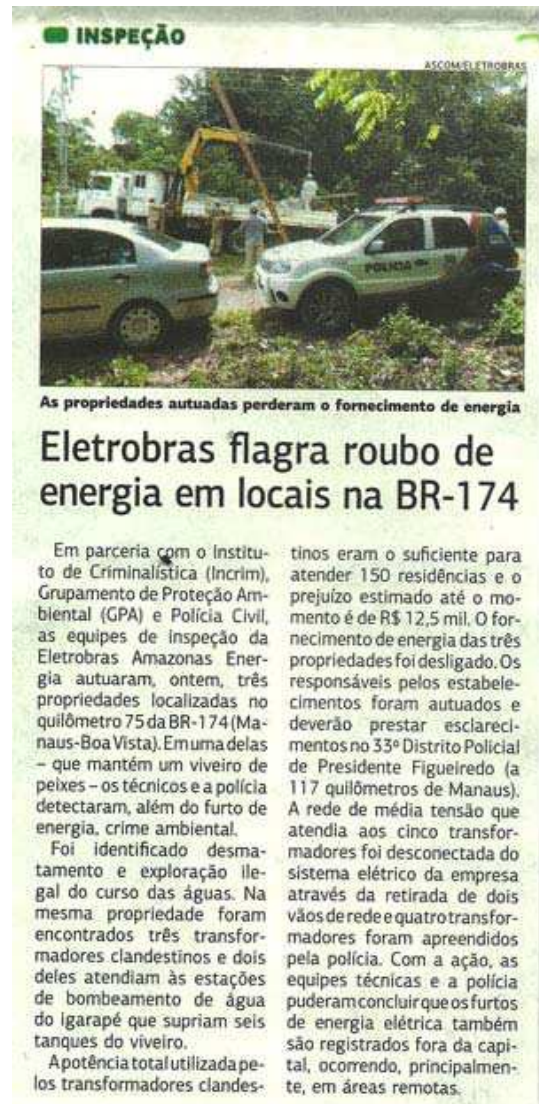 INSPEÇÃO
ASCOM/ELETROBRAS
POLÍCIA
As propriedades autuadas perderam o fornecimento de energia
Eletrobras flagra roubo de
energia em locais na BR-174
Em parceria com o Institu-
to de Criminalística (Incrim),
Grupamento de Proteção Am-
biental (GPA) e Polícia Civil,
as equipes de inspeção da
Eletrobras Amazonas Ener-
gia autuaram, ontem, três
propriedades localizadas no
quilômetro 75 da BR-174 (Ma-
naus-Boa Vista). Em uma delas
– que mantém um viveiro de
peixes – os técnicos e a polícia
detectaram, além do furto de
energia, crime ambiental.
Foi identificado desma-
tamento e exploração ile-
gal do curso das águas. Na
mesma propriedade foram
encontrados três transfor-
madores clandestinos e dois
deles atendiam às estações
de bombeamento de água
do igarapé que supriam seis
tanques do viveiro.
A potência total utilizada pe-
los transformadores clandes-
tinos eram o suficiente para
atender 150 residências e o
prejuízo estimado até o mo-
mento é de R$ 12,5 mil. O for-
necimento de energia das três
propriedades foi desligado. Os
responsáveis pelos estabele-
cimentos foram autuados e
deverão prestar esclareci-
mentos no 33º Distrito Policial
de Presidente Figueiredo (a
117 quilômetros de Manaus).
A rede de média tensão que
atendia aos cinco transfor-
madores foi desconectada do
sistema elétrico da empresa
através da retirada de dois
vãos de rede e quatro transfor-
madores foram apreendidos
pela polícia. Com a ação, as
equipes técnicas e a polícia
puderam concluir que os furtos
de energia elétrica também
são registrados fora da capi-
tal, ocorrendo, principalmen-
te, em áreas remotas.